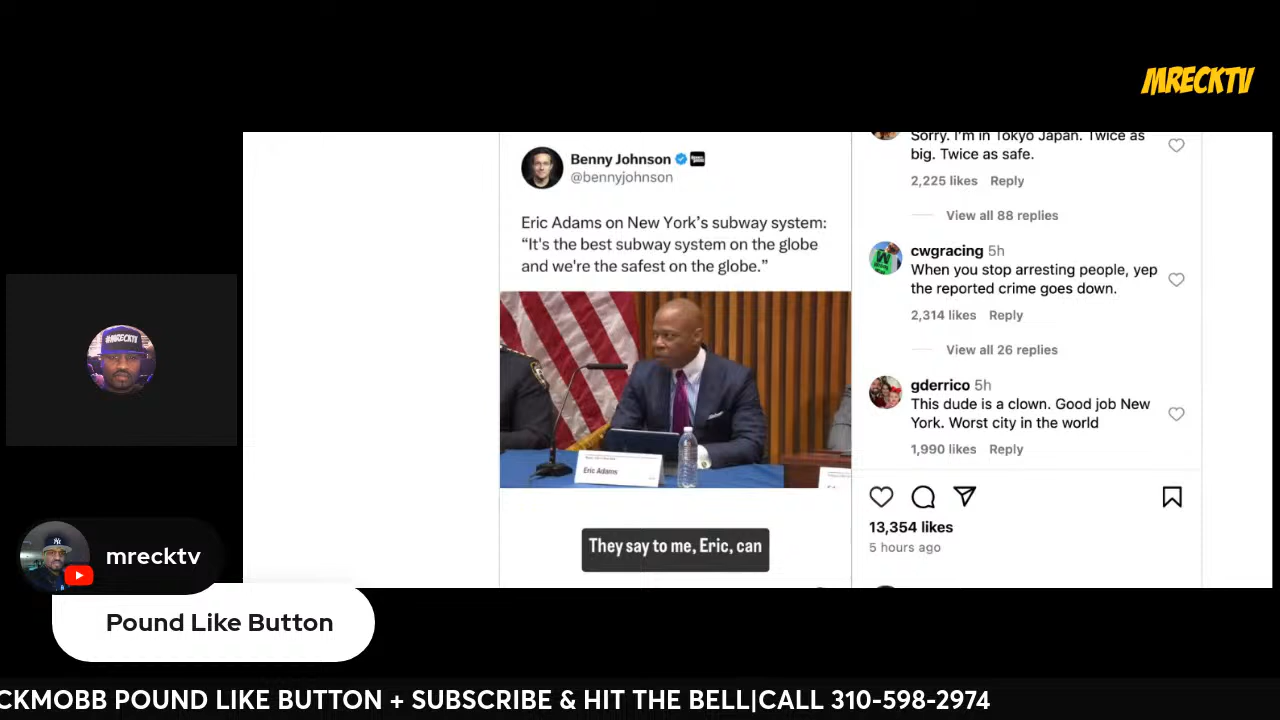 MRECKTV
Benny Johnson
@bennyjohnson
Eric Adams on New York’s subway system:
“It's the best subway system on the globe
and we're the safest on the globe.”
Eric Adams
They say to me, Eric, can
Sorry. I'm in Tokyo Japan. Twice as
big. Twice as safe.
2,225 likes Reply
View all 88 replies
cwgracing 5h
When you stop arresting people, yep
the reported crime goes down.
2,314 likes Reply
View all 26 replies
gderrico 5h
This dude is a clown. Good job New
York. Worst city in the world
1,990 likes Reply
13,354 likes
5 hours ago
#MRECKTV
mrecktv
Pound Like Button
CKMOBB POUND LIKE BUTTON + SUBSCRIBE & HIT THE BELL|CALL 310-598-2974